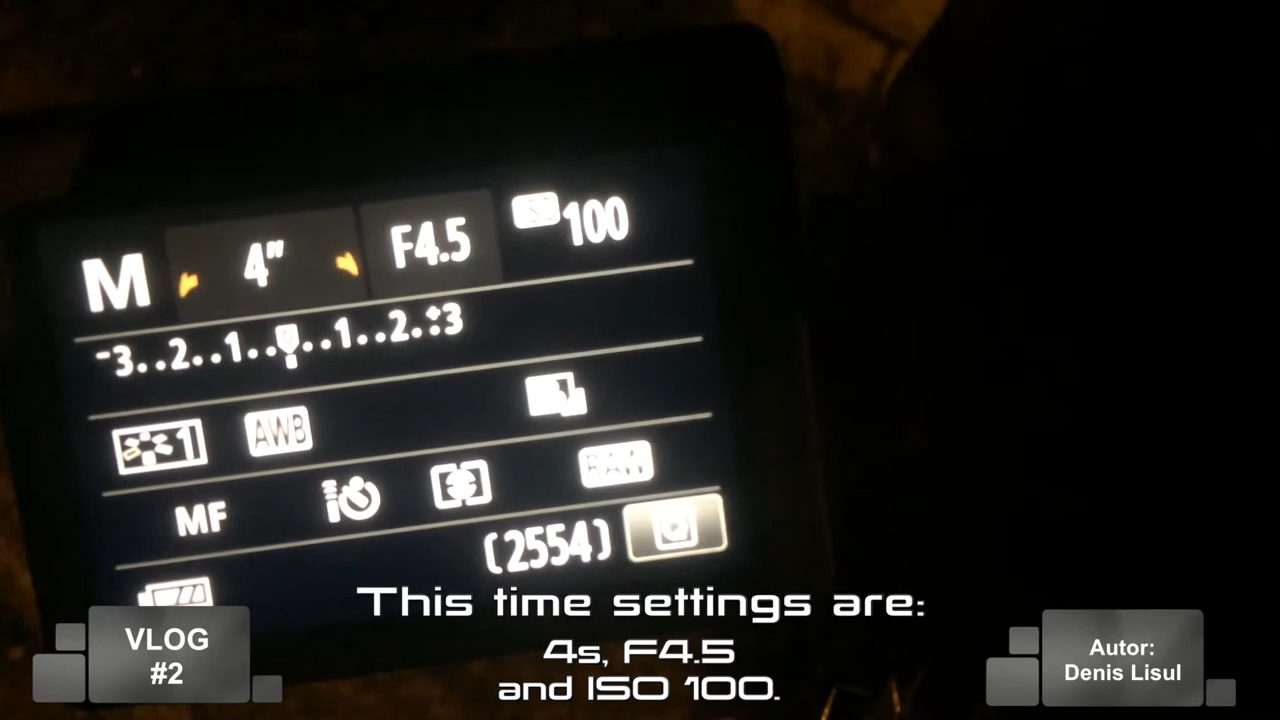 M 4" F4.5 ISO 100
-3..2..1..0..1..2.:+3
AWB
MF i RAW
(2554)
This time settings are:
4s, F4.5
and ISO 100.
VLOG
#2
Autor:
Denis Lisul